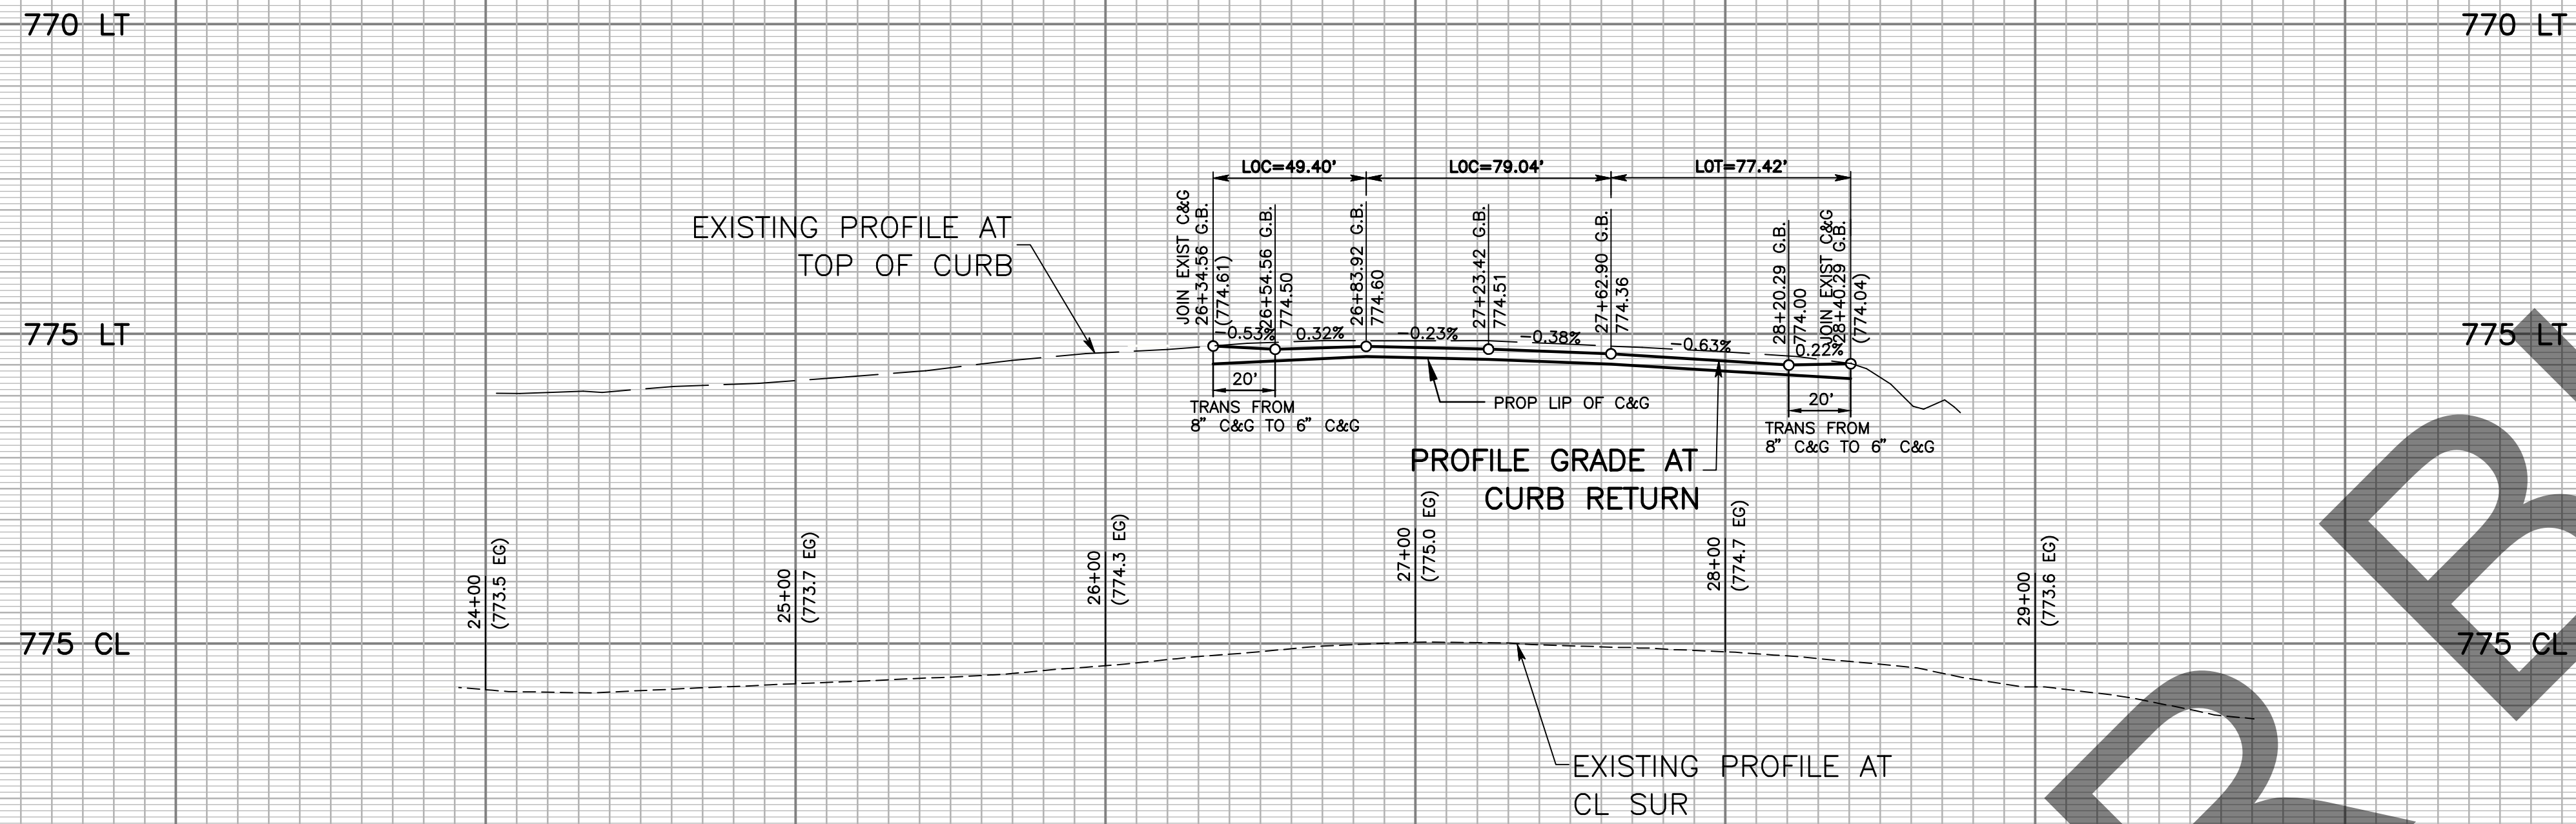 770 LT
770 LT
LOC=49.40'
LOC=79.04'
LOT=77.42'
EXISTING PROFILE AT
TOP OF CURB
JOIN EXIST C&G
26+34.56 G.B.
(774.61)
26+54.56 G.B.
774.50
26+83.92 G.B.
774.60
27+23.42 G.B.
774.51
27+62.90 G.B.
774.36
28+20.29 G.B.
774.00
JOIN EXIST C&G
28+40.29 G.B.
(774.04)
775 LT
775 LT
-0.53%
0.32%
-0.23%
-0.38%
-0.63%
0.22%
20'
TRANS FROM
8" C&G TO 6" C&G
PROP LIP OF C&G
20'
TRANS FROM
8" C&G TO 6" C&G
PROFILE GRADE AT
CURB RETURN
24+00
(773.5 EG)
25+00
(773.7 EG)
26+00
(774.3 EG)
27+00
(775.0 EG)
28+00
(774.7 EG)
29+00
(773.6 EG)
775 CL
775 CL
EXISTING PROFILE AT
CL SUR